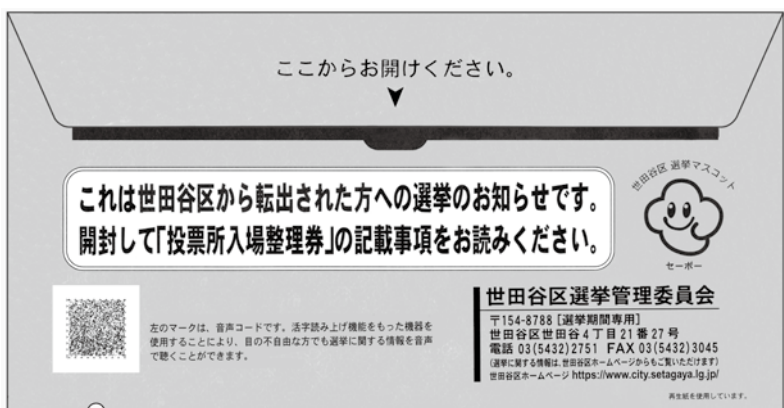 ここからお開けください。
これは世田谷区から転出された方への選挙のお知らせです。
開封して「投票所入場整理券」の記載事項をお読みください。
世田谷区 選挙マスコット
セーボー
左のマークは、音声コードです。活字読み上げ機能をもった機器を
使用することにより、目の不自由な方でも選挙に関する情報を音声
で聴くことができます。
世田谷区選挙管理委員会
〒154-8788 [選挙期間専用]
世田谷区世田谷4丁目21番27号
電話 03(5432)2751 FAX 03(5432)3045
(選挙に関する情報は、世田谷区ホームページからもご覧いただけます)
世田谷区ホームページ https://www.city.setagaya.lg.jp/
再生紙を使用しています。